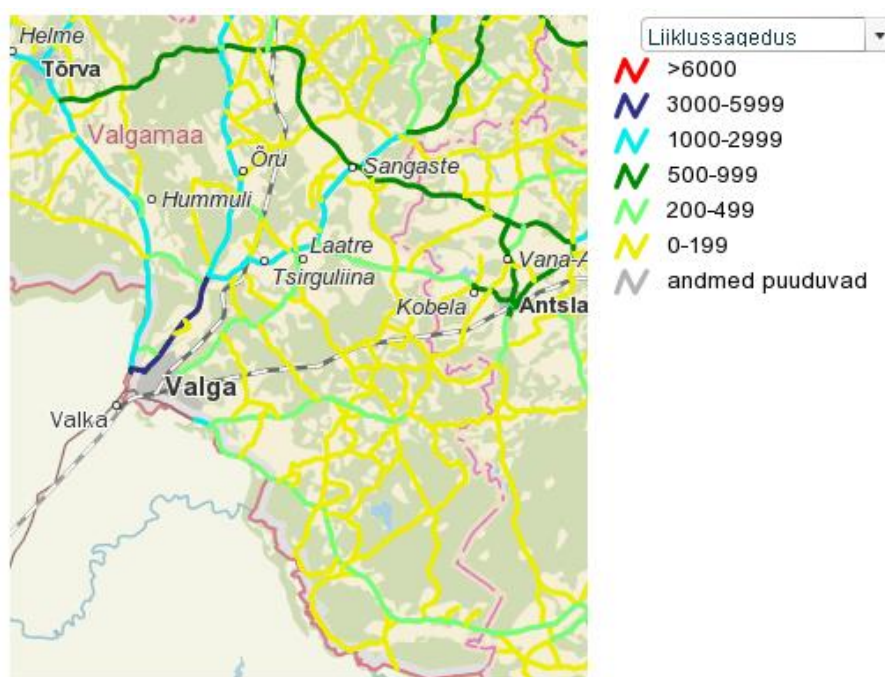 Helme
Tõrva
Valgamaa
Õru
Sangaste
Hummuli
Laatre
Tsirguliina
Vana-A
Kobela
Antsla
Valga
Valka
Liiklussagedus
>6000
3000-5999
1000-2999
500-999
200-499
0-199
andmed puuduvad